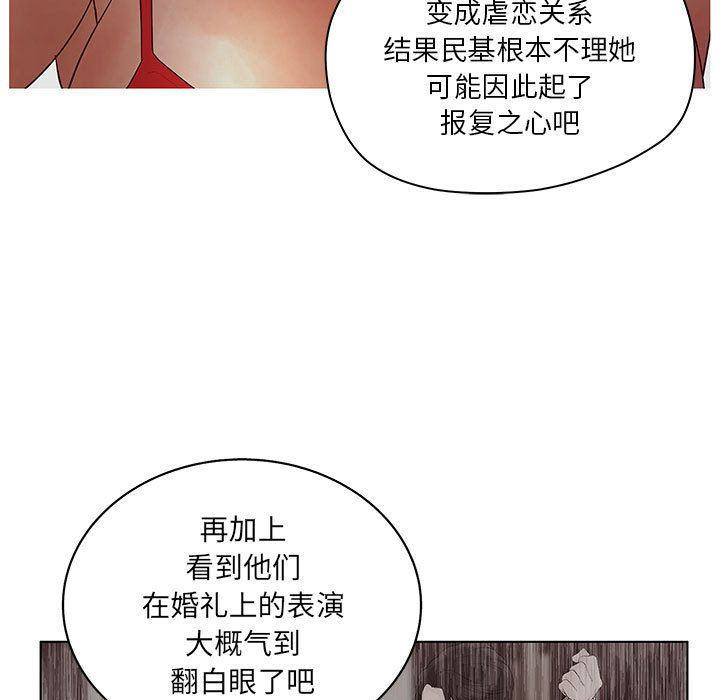 变成虐恋关系
结果民基根本不理她
可能因此起了
报复之心吧
再加上
看到他们
在婚礼上的表演
大概气到
翻白眼了吧